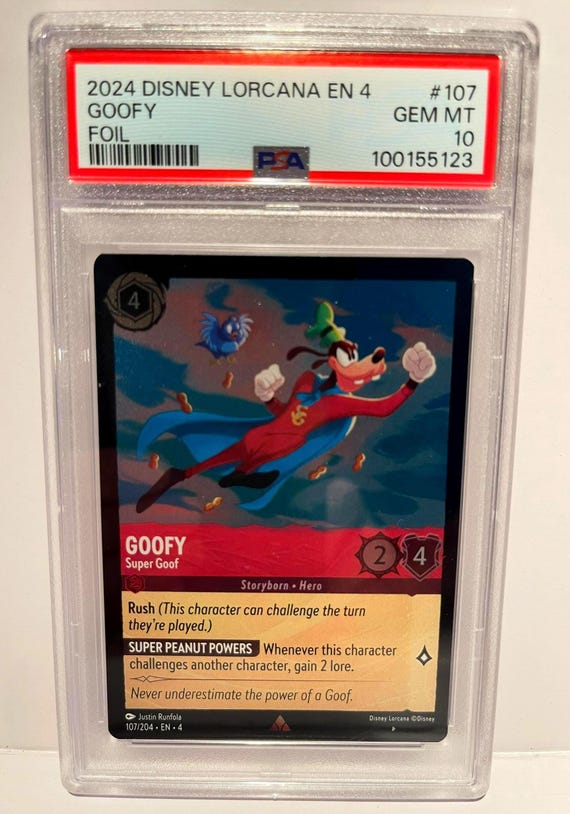 2024 DISNEY LORCANA EN 4 #107
GOOFY GEM MT
FOIL 10
PSA 100155123
4
GOOFY
Super Goof
2 4
Storyborn • Hero
Rush (This character can challenge the turn
they're played.)
SUPER PEANUT POWERS Whenever this character
challenges another character, gain 2 lore.
Never underestimate the power of a Goof.
Justin Runfola Disney Lorcana ©Disney
107/204 • EN • 4